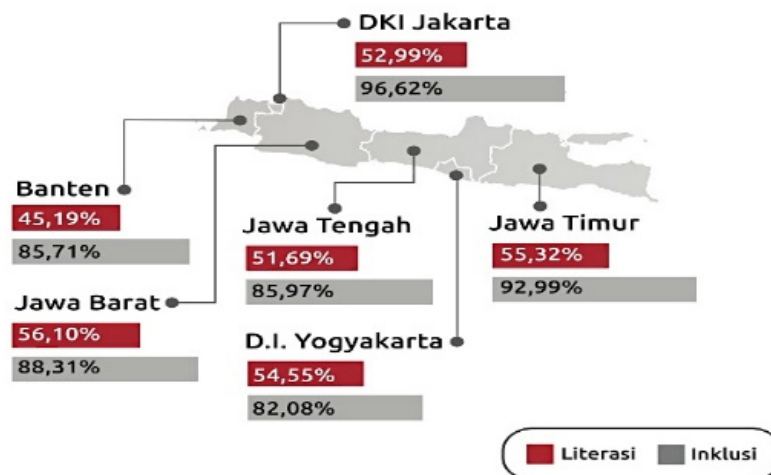 DKI Jakarta
52,99%
96,62%
Banten
45,19%
85,71%
Jawa Tengah
51,69%
85,97%
Jawa Timur
55,32%
92,99%
Jawa Barat
56,10%
88,31%
D.I. Yogyakarta
54,55%
82,08%
Literasi
Inklusi